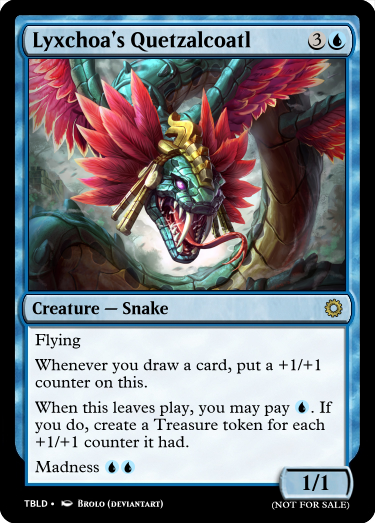 Lyxchoa's Quetzalcoatl 3
Creature — Snake
Flying
Whenever you draw a card, put a +1/+1
counter on this.
When this leaves play, you may pay . If
you do, create a Treasure token for each
+1/+1 counter it had.
Madness
1/1
TBLD • Brolo (deviantart)
(NOT FOR SALE)